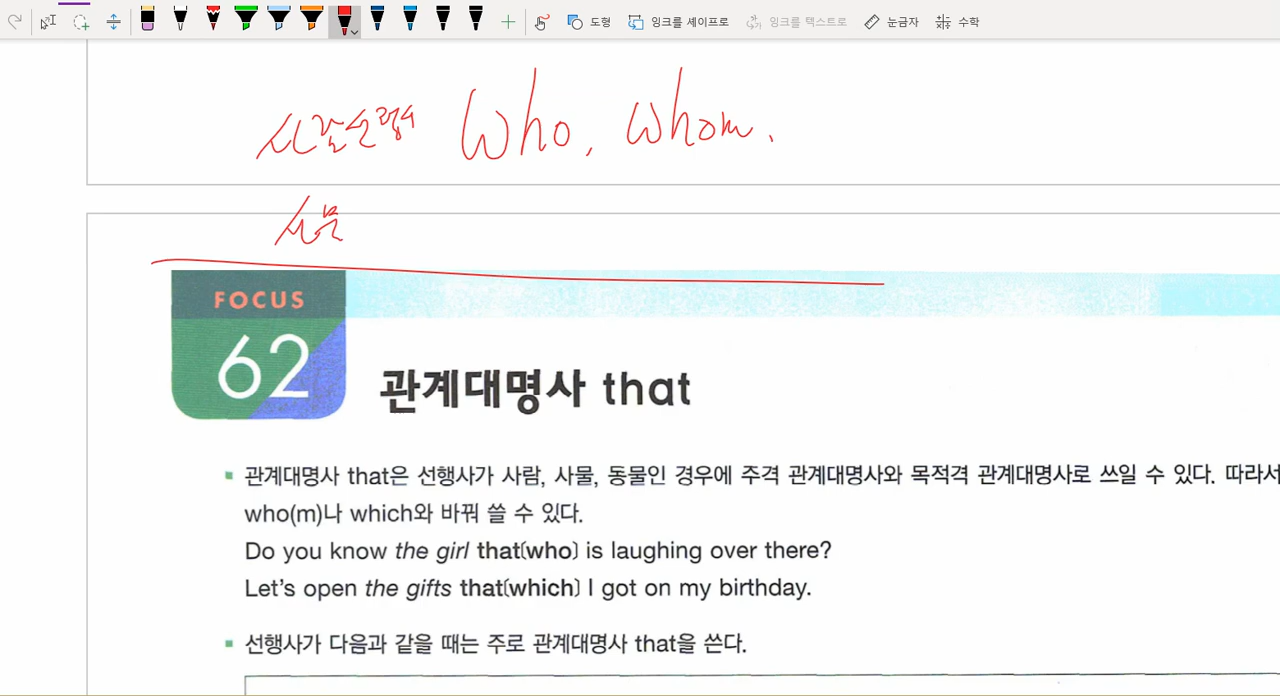 도형 잉크를 셰이프로 잉크를 텍스트로 눈금자 수학
사람 Who, whom.
사물
FOCUS
62
관계대명사 that
▪ 관계대명사 that은 선행사가 사람, 사물, 동물인 경우에 주격 관계대명사와 목적격 관계대명사로 쓰일 수 있다. 따라서
who(m)나 which와 바꿔 쓸 수 있다.
Do you know the girl that(who) is laughing over there?
Let's open the gifts that(which) I got on my birthday.
▪ 선행사가 다음과 같을 때는 주로 관계대명사 that을 쓴다.